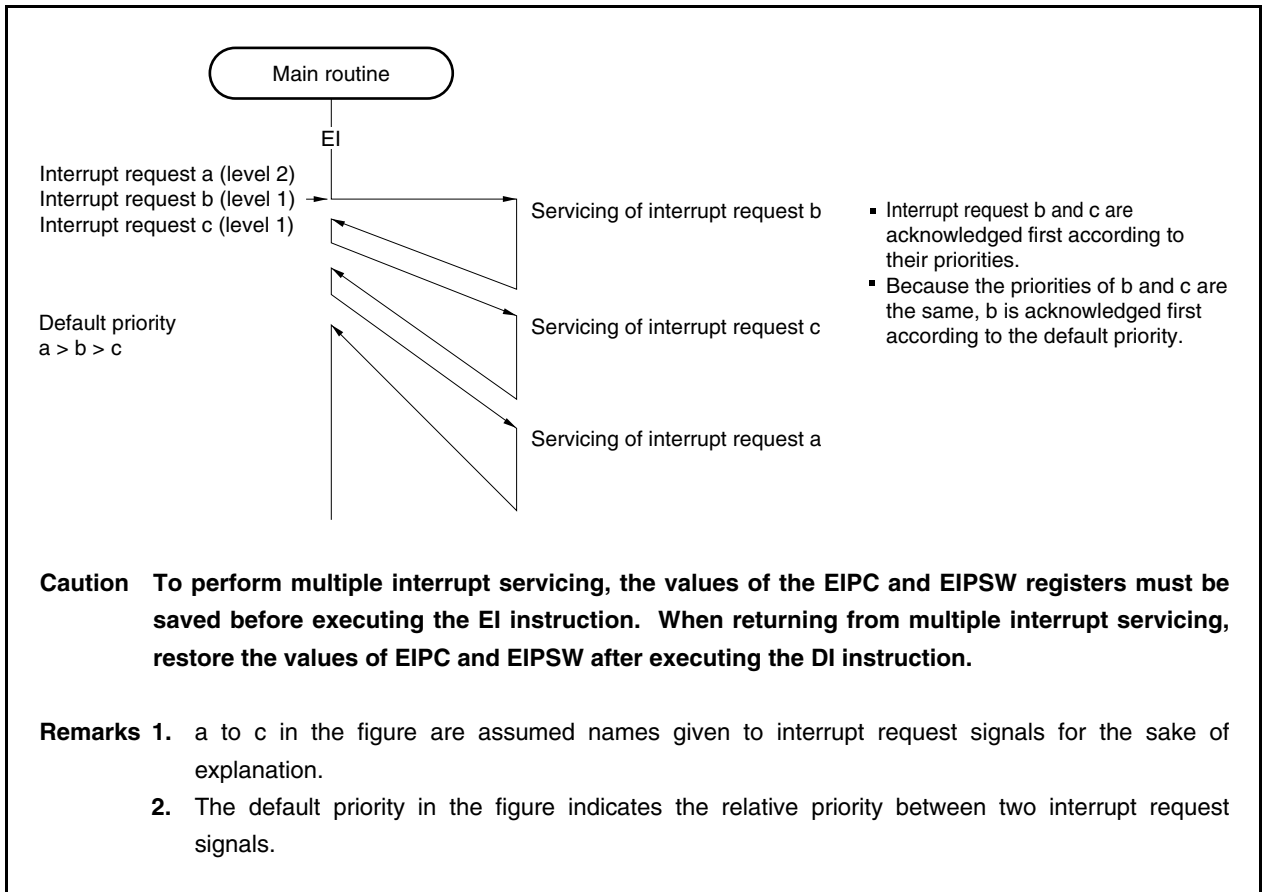 Main routine
EI
Interrupt request a (level 2)
Interrupt request b (level 1)
Interrupt request c (level 1)
Servicing of interrupt request b
▪ Interrupt request b and c are
acknowledged first according to
their priorities.
▪ Because the priorities of b and c are
the same, b is acknowledged first
according to the default priority.
Default priority
a > b > c
Servicing of interrupt request c
Servicing of interrupt request a
Caution To perform multiple interrupt servicing, the values of the EIPC and EIPSW registers must be
saved before executing the EI instruction. When returning from multiple interrupt servicing,
restore the values of EIPC and EIPSW after executing the DI instruction.
Remarks 1. a to c in the figure are assumed names given to interrupt request signals for the sake of
explanation.
2. The default priority in the figure indicates the relative priority between two interrupt request
signals.